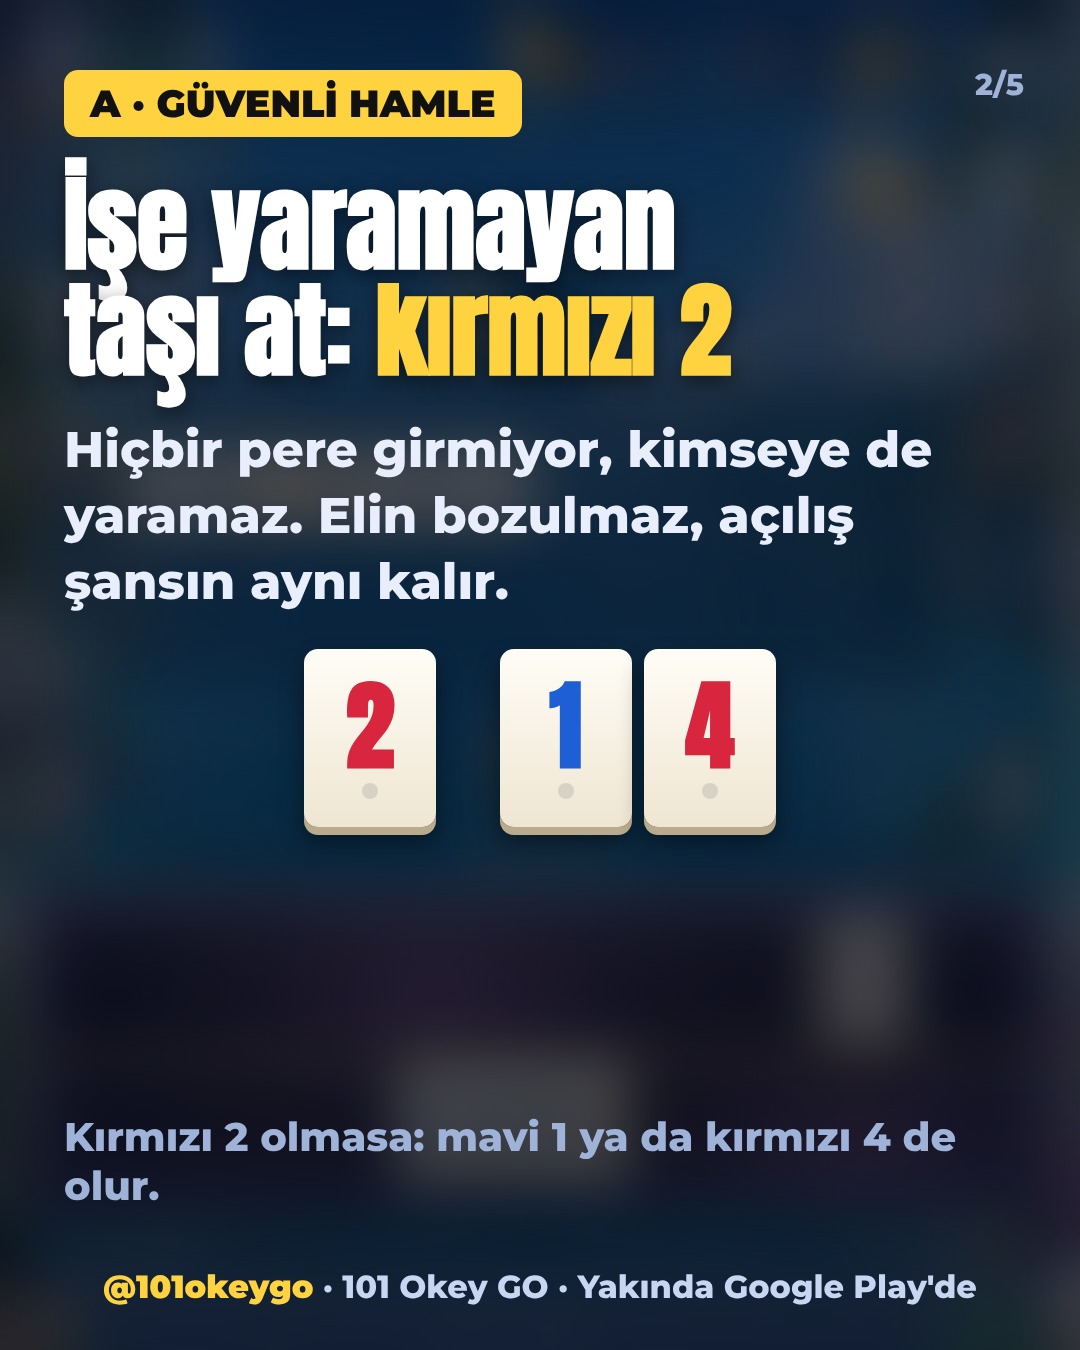 A • GÜVENLİ HAMLE
2/5
İşe yaramayan
taşı at: kırmızı 2
Hiçbir pere girmiyor, kimseye de
yaramaz. Elin bozulmaz, açılış
şansın aynı kalır.
2 1 4
Kırmızı 2 olmasa: mavi 1 ya da kırmızı 4 de
olur.
@101okeygo · 101 Okey GO · Yakında Google Play'de